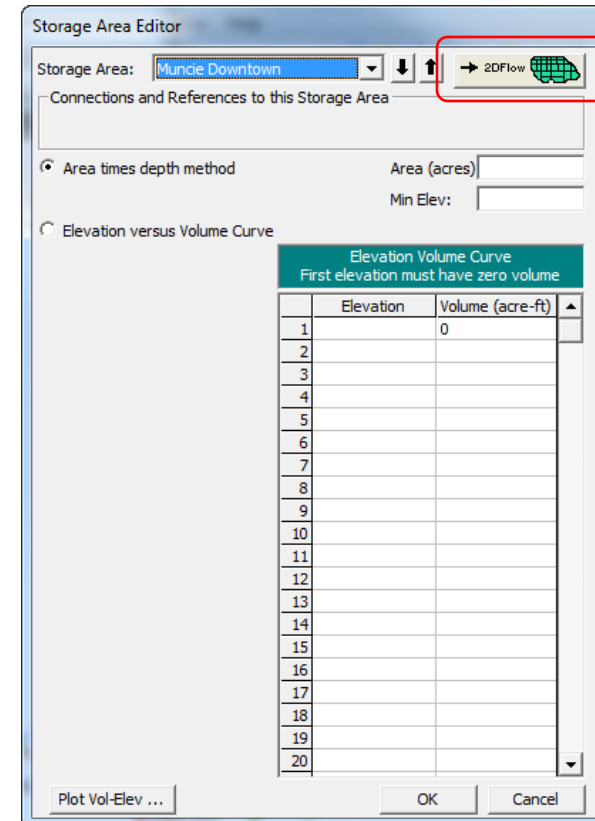 Storage Area Editor
Storage Area: Muncie Downtown 2DFlow
Connections and References to this Storage Area
Area times depth method Area (acres)
Min Elev:
Elevation versus Volume Curve
Elevation Volume Curve
First elevation must have zero volume
Elevation Volume (acre-ft)
1 0
2
3
4
5
6
7
8
9
10
11
12
13
14
15
16
17
18
19
20
Plot Vol-Elev ... OK Cancel